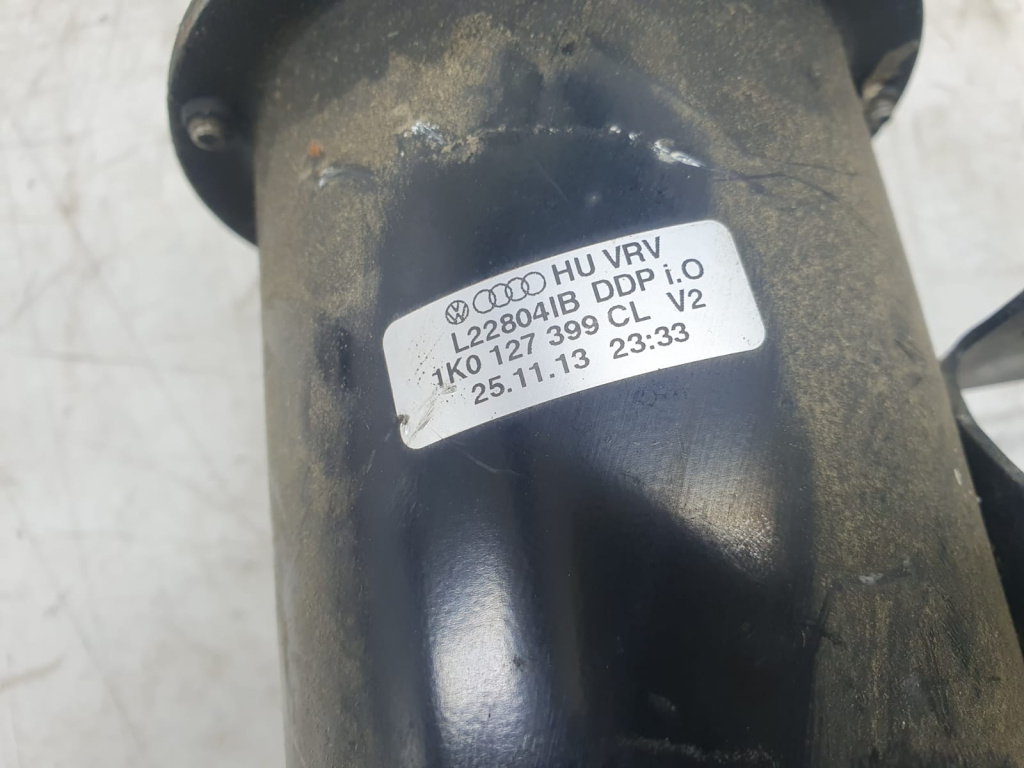 HU VRV
L22804IB DDP i.O
1K0 127 399 CL V2
25.11.13 23:33